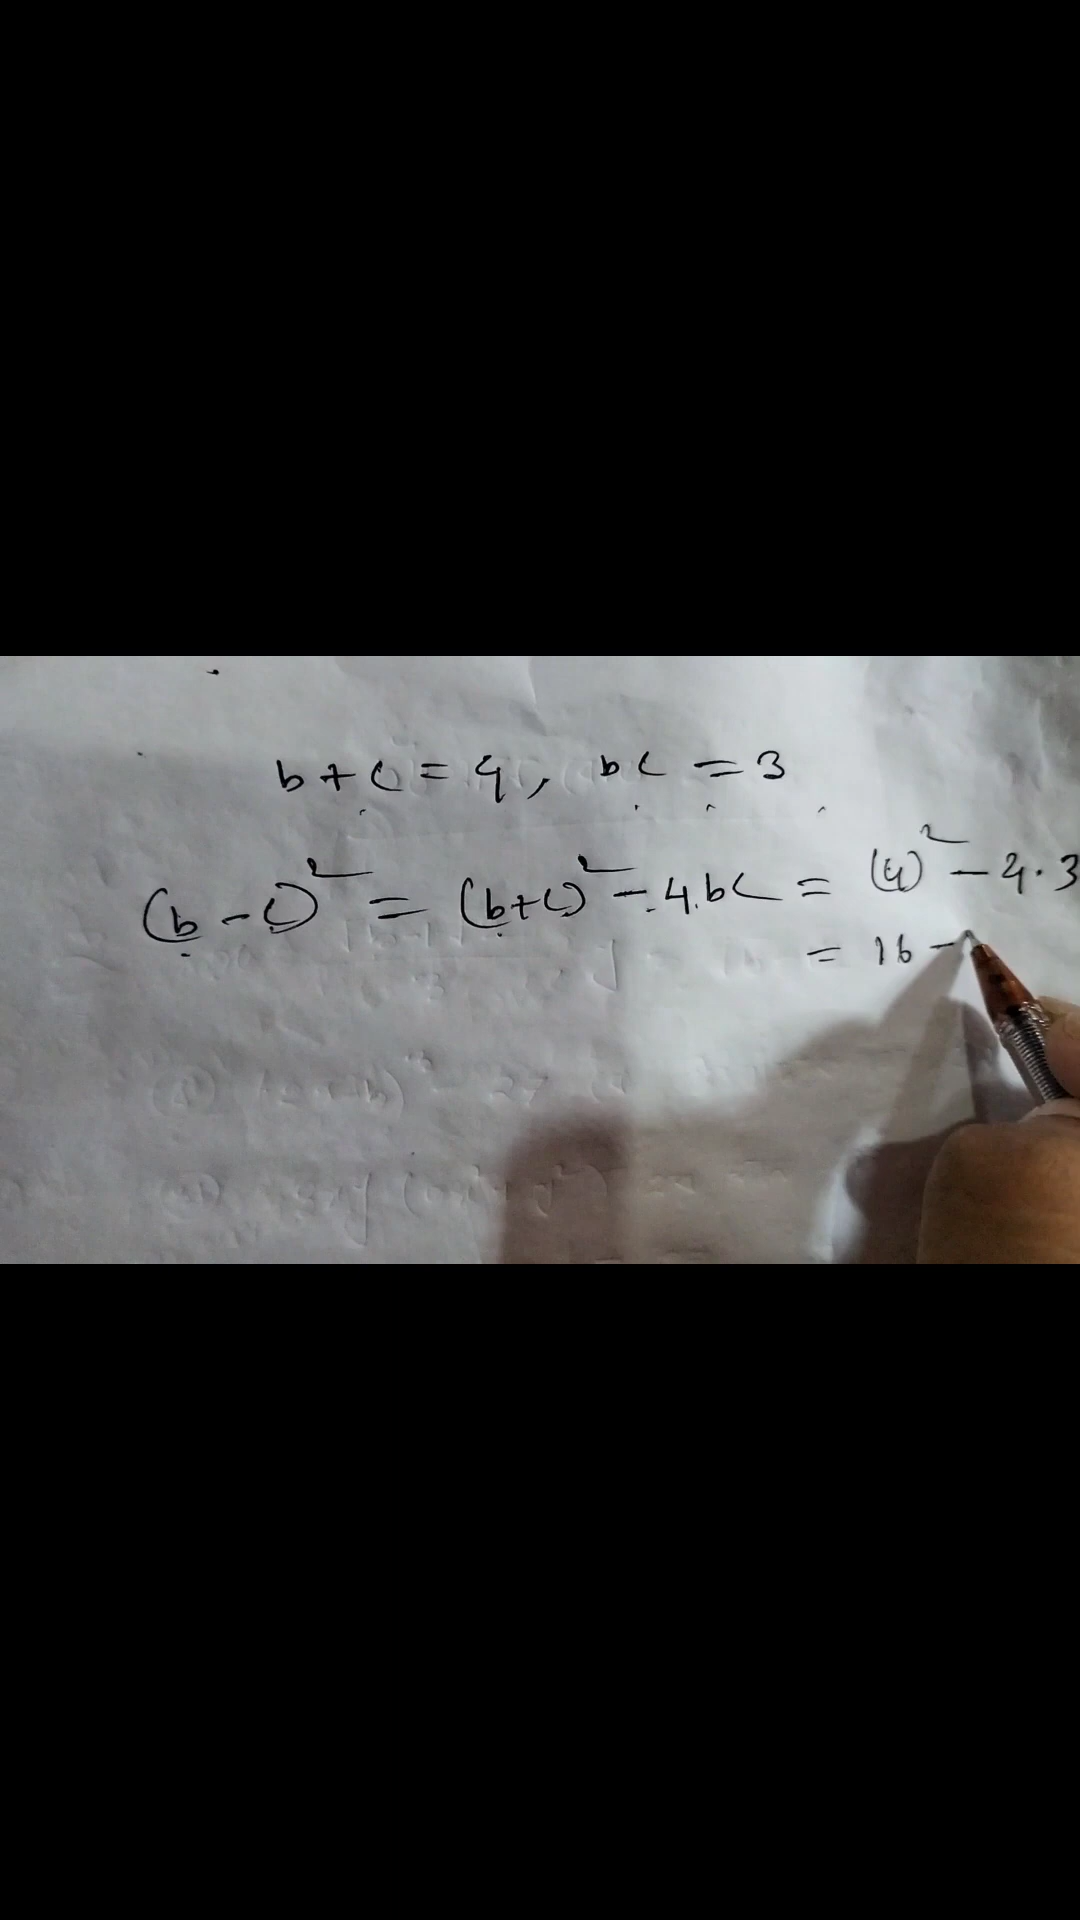 b+c=4, bc=3
(b-c)²=(b+c)²-4.bc=(4)²-4·3
=16-